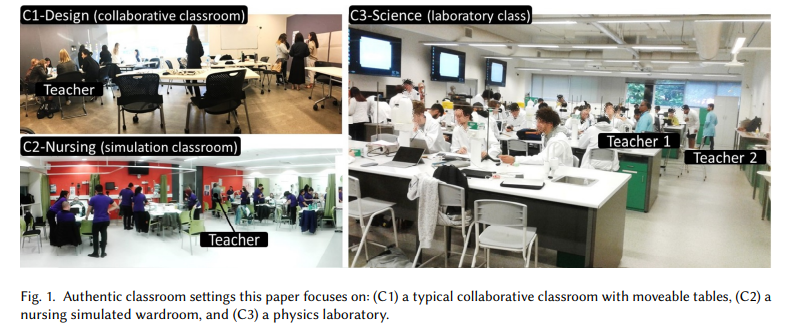 C1-Design (collaborative classroom)
Teacher
C2-Nursing (simulation classroom)
Teacher
C3-Science (laboratory class)
Teacher 1
Teacher 2
Fig. 1. Authentic classroom settings this paper focuses on: (C1) a typical collaborative classroom with moveable tables, (C2) a
nursing simulated wardroom, and (C3) a physics laboratory.